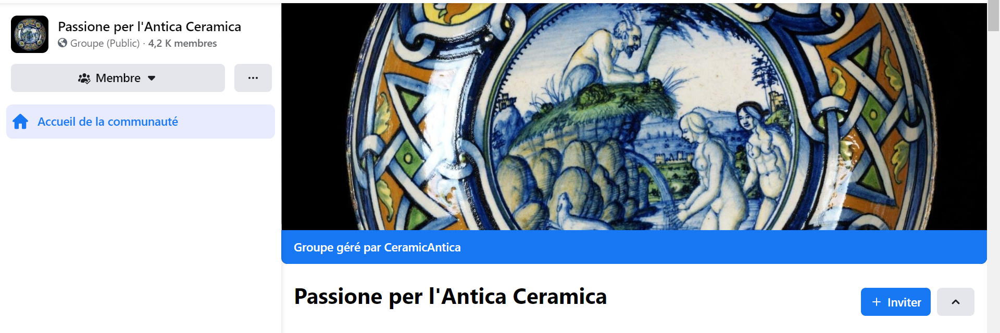 Passione per l'Antica Ceramica
Groupe (Public) · 4,2 K membres
Membre
Accueil de la communauté
Groupe géré par CeramicAntica
Passione per l'Antica Ceramica
+ Inviter